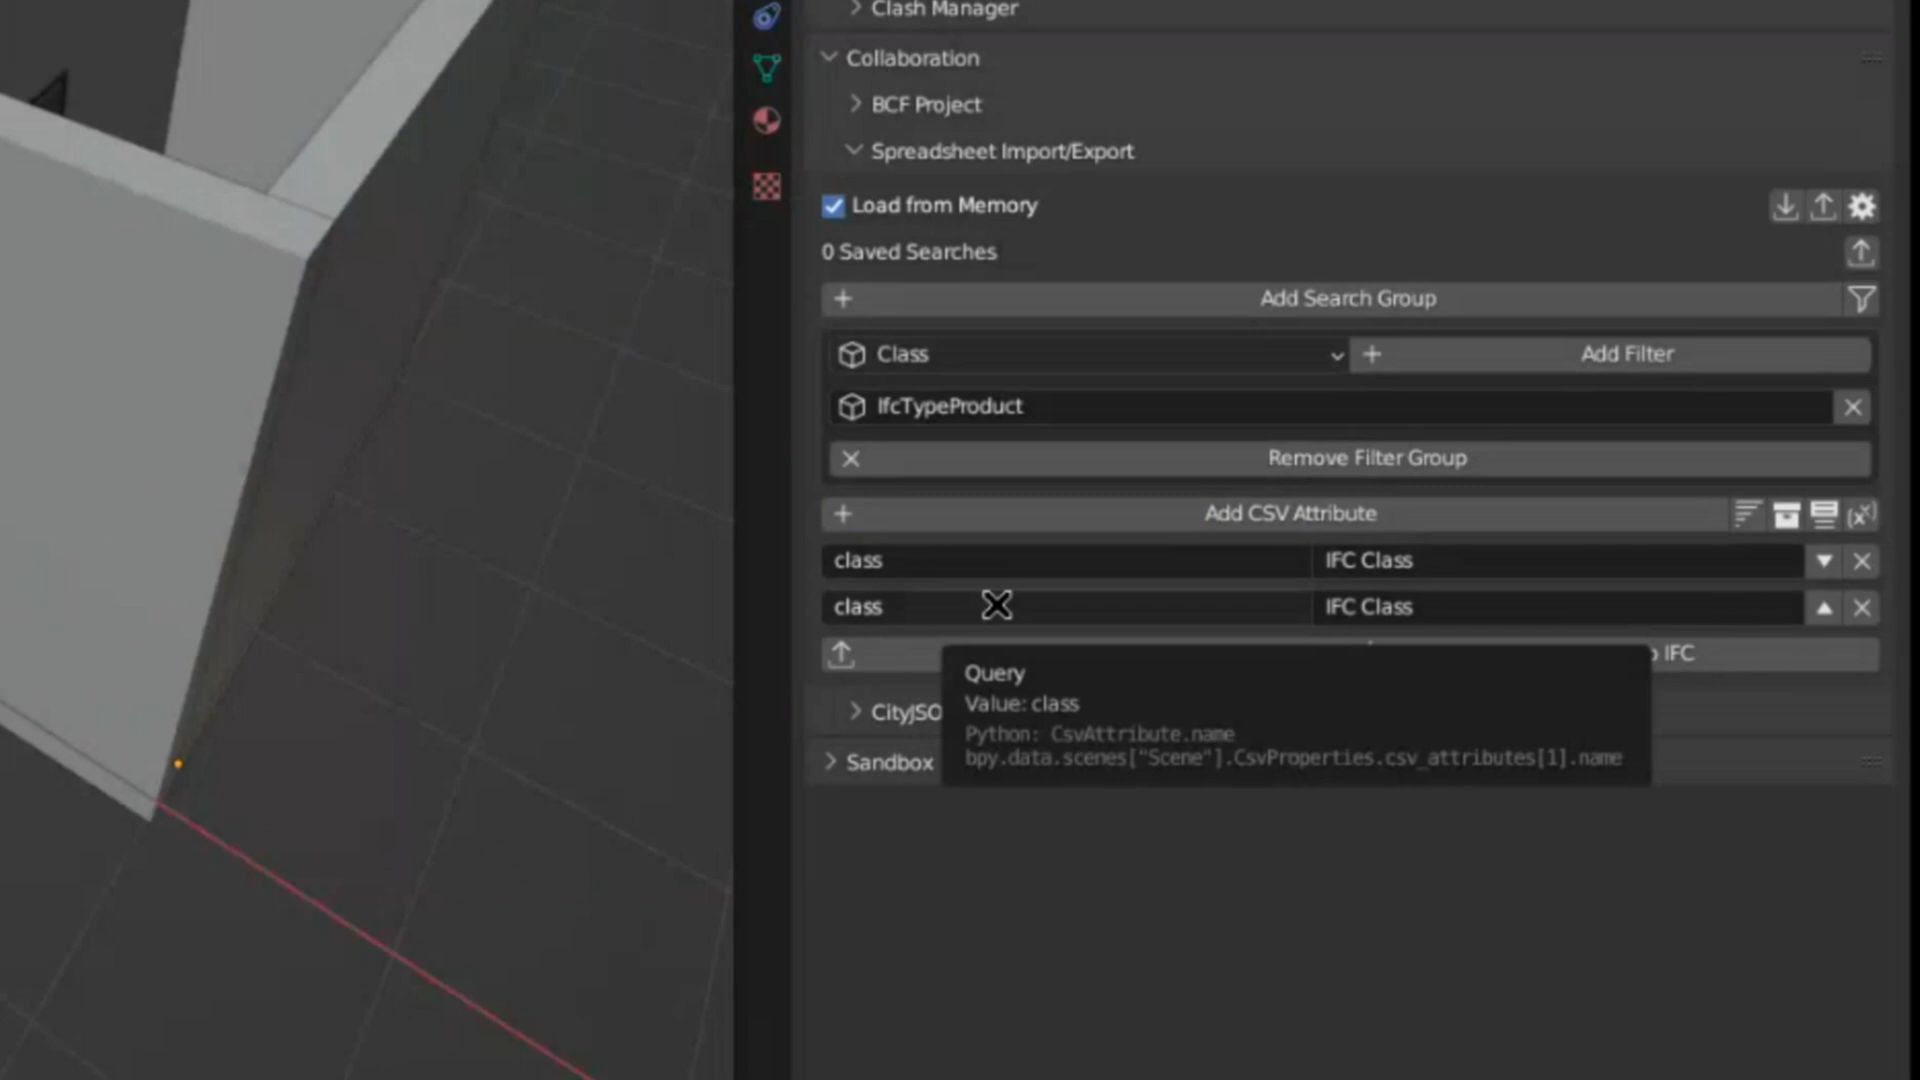 Clash Manager
Collaboration
BCF Project
Spreadsheet Import/Export
Load from Memory
0 Saved Searches
Add Search Group
Class
Add Filter
IfcTypeProduct
Remove Filter Group
Add CSV Attribute
(x)
class
IFC Class
class
IFC Class
IFC
Query
Value: class
Python: CsvAttribute.name
bpy.data.scenes["Scene"].CsvProperties.csv_attributes[1].name
CityJSO
Sandbox